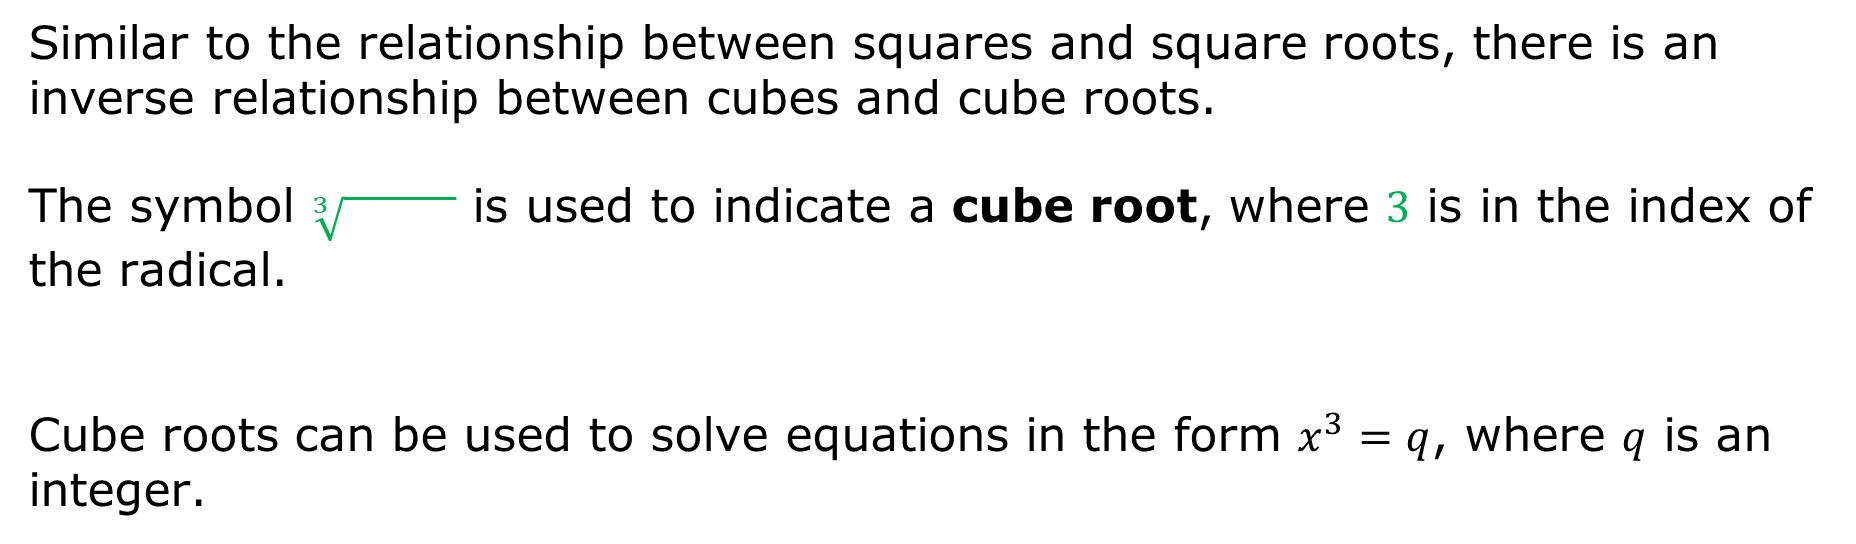 Similar to the relationship between squares and square roots, there is an
inverse relationship between cubes and cube roots.
The symbol ∛ is used to indicate a cube root, where 3 is in the index of
the radical.
Cube roots can be used to solve equations in the form x³ = q, where q is an
integer.